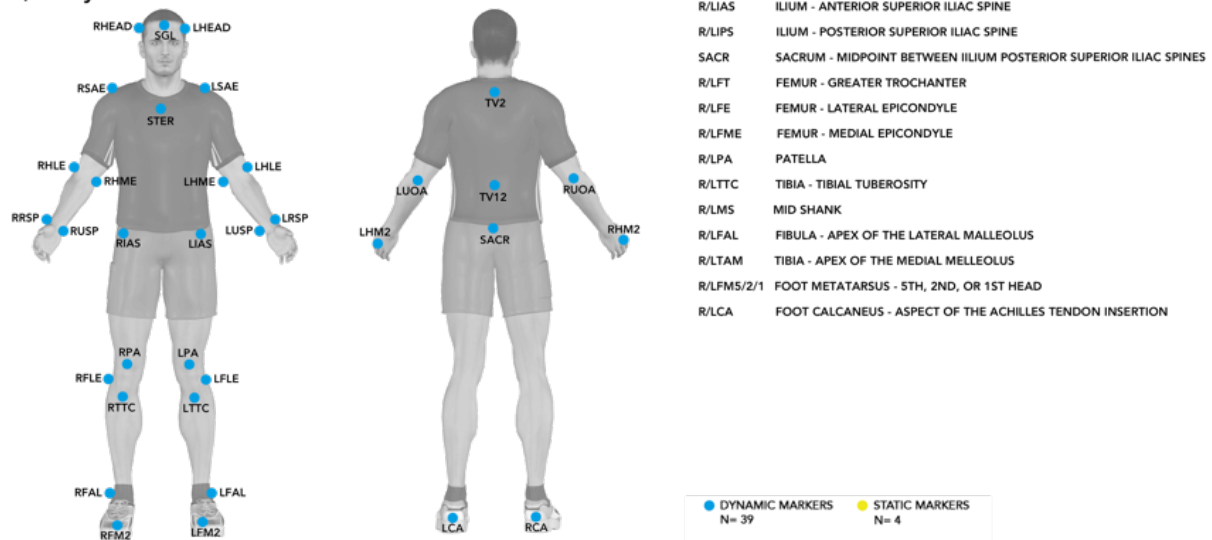 RHEAD
LHEAD
SGL
RSAE
LSAE
STER
RHLE
LHLE
RHME
LHME
RRSP
LRSP
RUSP
LUSP
RIAS
LIAS
RPA
LPA
RFLE
LFLE
RTTC
LTTC
RFAL
LFAL
RFM2
LFM2
TV2
LUOA
RUOA
TV12
LHM2
RHM2
SACR
LCA
RCA
R/LIAS ILIUM - ANTERIOR SUPERIOR ILIAC SPINE
R/LIPS ILIUM - POSTERIOR SUPERIOR ILIAC SPINE
SACR SACRUM - MIDPOINT BETWEEN IILIUM POSTERIOR SUPERIOR ILIAC SPINES
R/LFT FEMUR - GREATER TROCHANTER
R/LFE FEMUR - LATERAL EPICONDYLE
R/LFME FEMUR - MEDIAL EPICONDYLE
R/LPA PATELLA
R/LTTC TIBIA - TIBIAL TUBEROSITY
R/LMS MID SHANK
R/LFAL FIBULA - APEX OF THE LATERAL MALLEOLUS
R/LTAM TIBIA - APEX OF THE MEDIAL MELLEOLUS
R/LFM5/2/1 FOOT METATARSUS - 5TH, 2ND, OR 1ST HEAD
R/LCA FOOT CALCANEUS - ASPECT OF THE ACHILLES TENDON INSERTION
DYNAMIC MARKERS
N= 39
STATIC MARKERS
N= 4